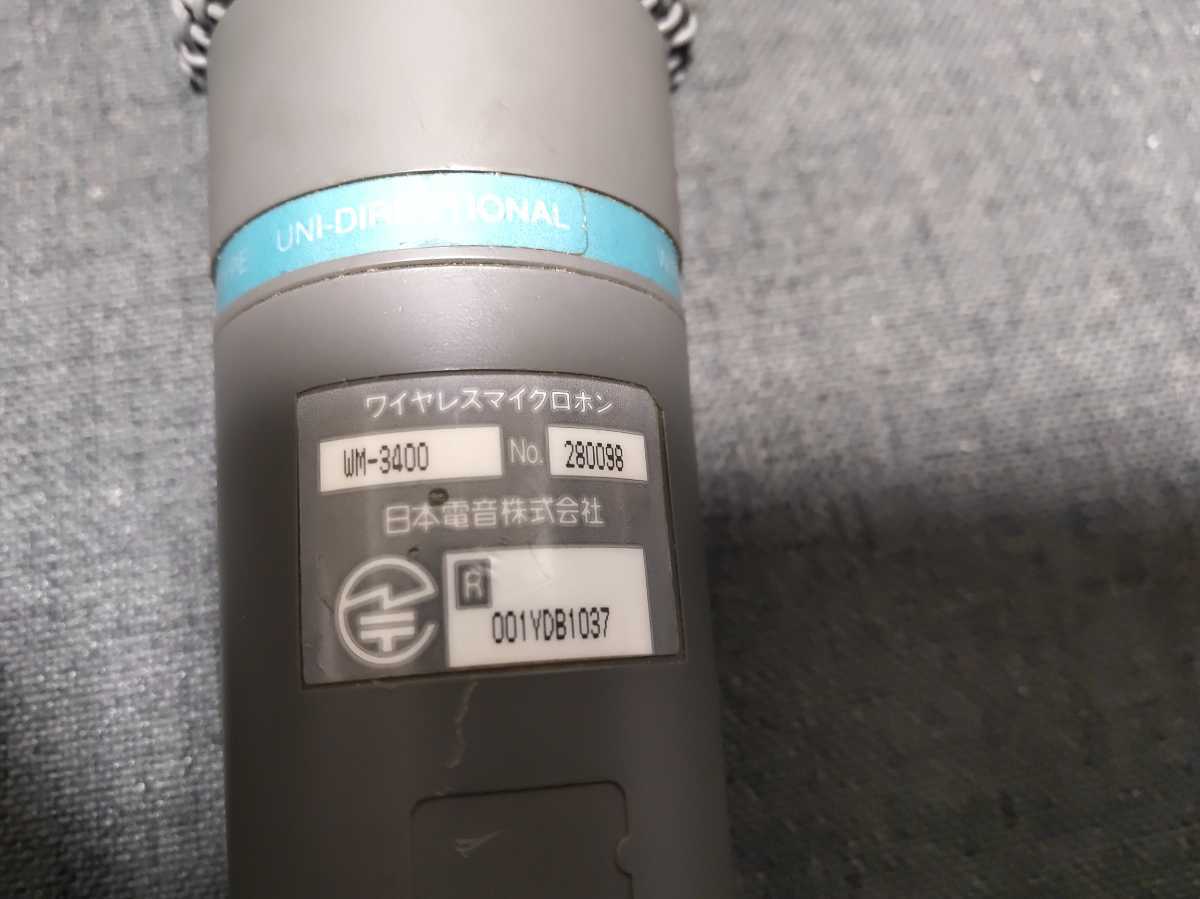 UNI-DIRECTIONAL
ワイヤレスマイクロホン
WM-3400 No. 280098
日本電音株式会社
R 001YDB1037